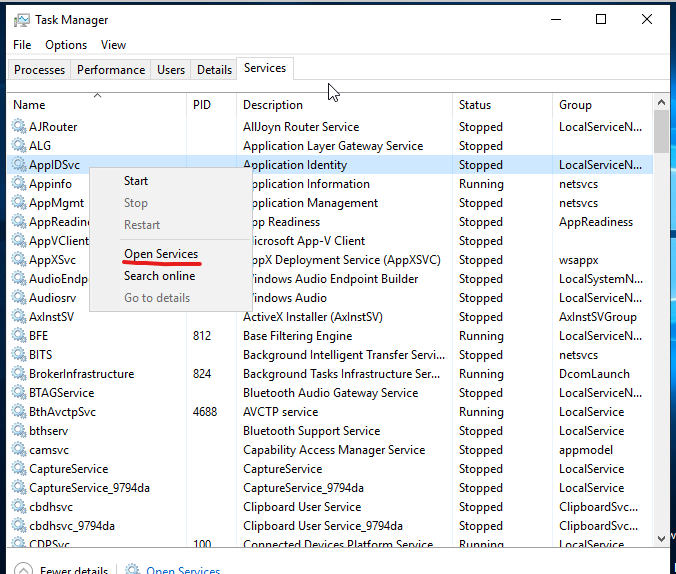 Task Manager
File Options View
Processes Performance Users Details Services
Name PID Description Status Group
AJRouter AllJoyn Router Service Stopped LocalServiceN...
ALG Application Layer Gateway Service Stopped
AppIDSvc Application Identity Stopped LocalServiceN...
Appinfo Application Information Running netsvcs
AppMgmt Application Management Stopped netsvcs
AppReadine App Readiness Stopped AppReadiness
AppVClient Microsoft App-V Client Stopped
AppXSvc AppX Deployment Service (AppXSVC) Stopped wsappx
AudioEndp Windows Audio Endpoint Builder Stopped LocalSystemN...
Audiosrv Windows Audio Stopped LocalServiceN...
AxInstSV ActiveX Installer (AxInstSV) Stopped AxInstSVGroup
BFE 812 Base Filtering Engine Running LocalServiceN...
BITS Background Intelligent Transfer Servi... Stopped netsvcs
BrokerInfrastructure 824 Background Tasks Infrastructure Ser... Running DcomLaunch
BTAGService Bluetooth Audio Gateway Service Stopped LocalServiceN...
BthAvctpSvc 4688 AVCTP service Running LocalService
bthserv Bluetooth Support Service Stopped LocalService
camsvc Capability Access Manager Service Stopped appmodel
CaptureService CaptureService Stopped LocalService
CaptureService_9794da CaptureService_9794da Stopped LocalService
cbdhsvc Clipboard User Service Stopped ClipboardSvc...
cbdhsvc_9794da Clipboard User Service_9794da Stopped ClipboardSvc...
CDPSvc 100 Connected Devices Platform Service Running LocalService
Start
Stop
Restart
Open Services
Search online
Go to details
Fewer details Open Services